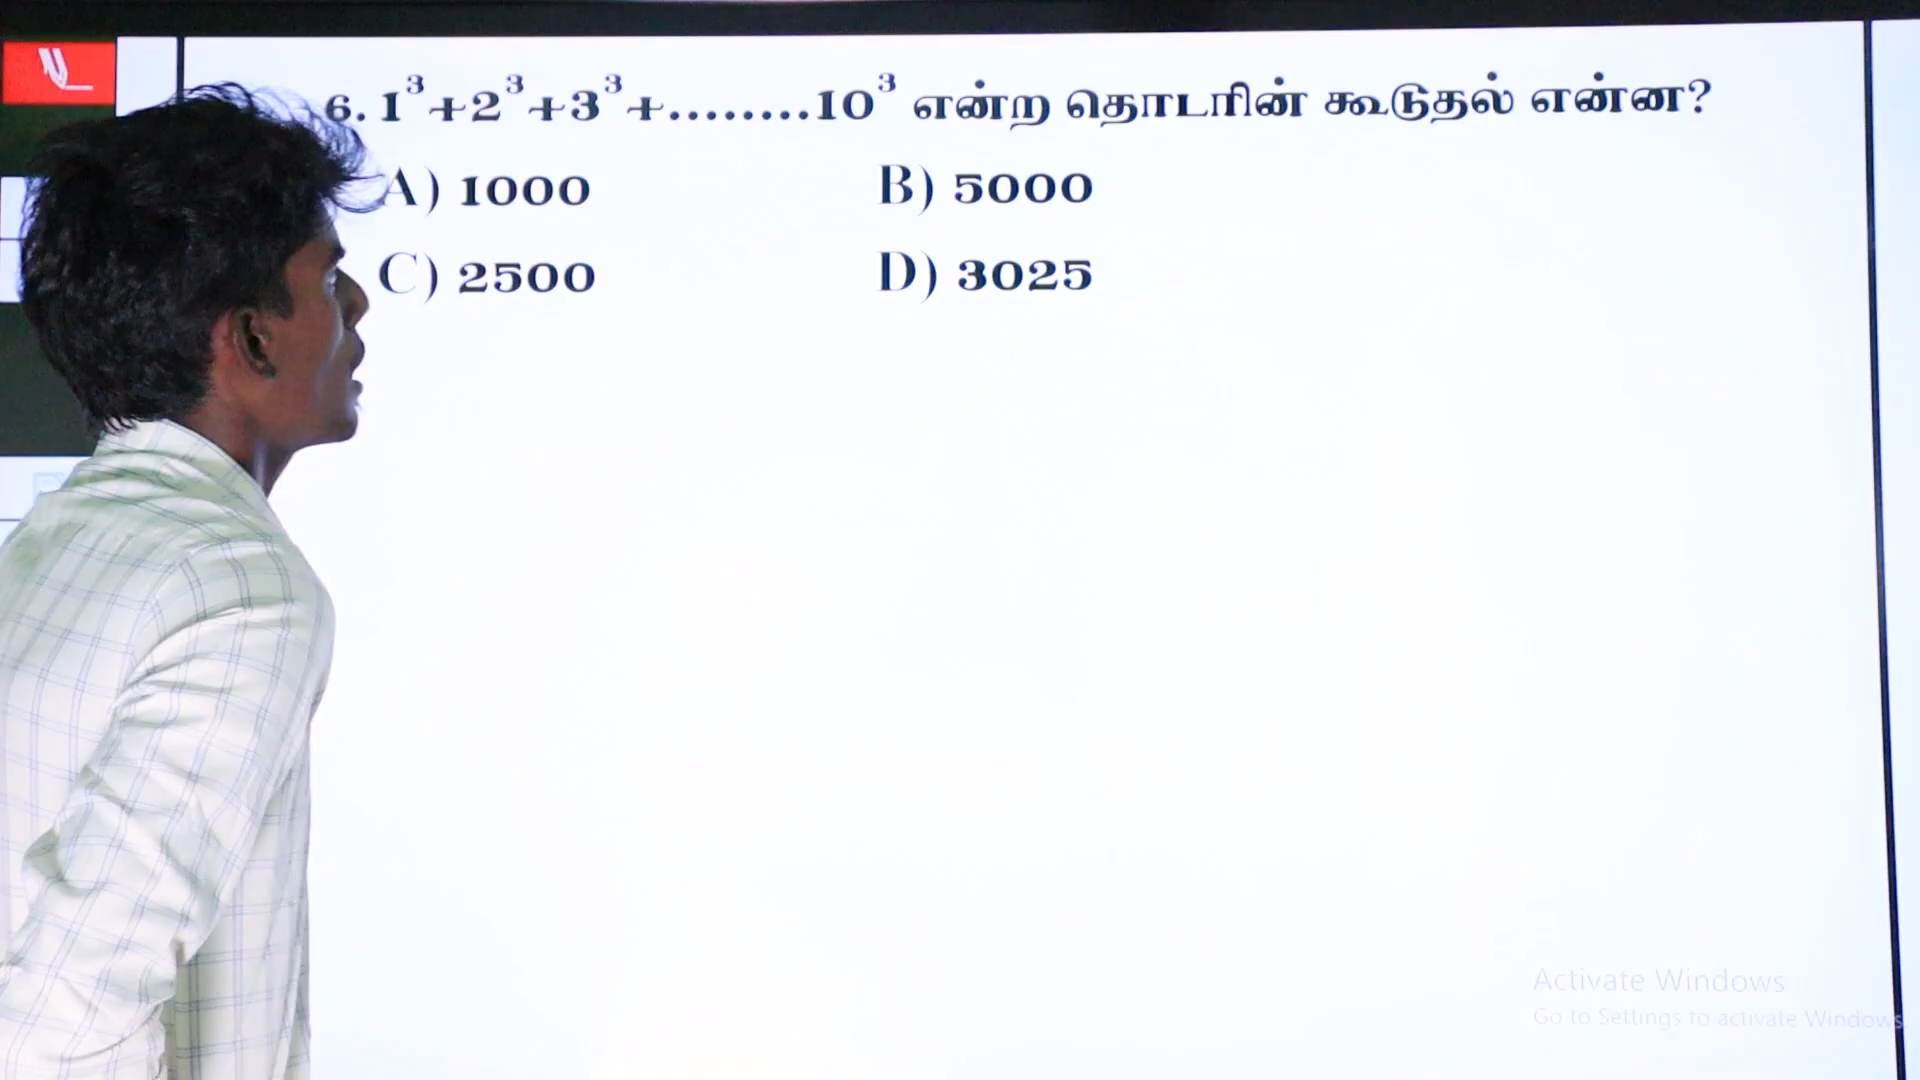 6. 1³+2³+3³+........10³ என்ற தொடரின் கூடுதல் என்ன?
A) 1000 B) 5000
C) 2500 D) 3025
Activate Windows
Go to Settings to activate Windows.